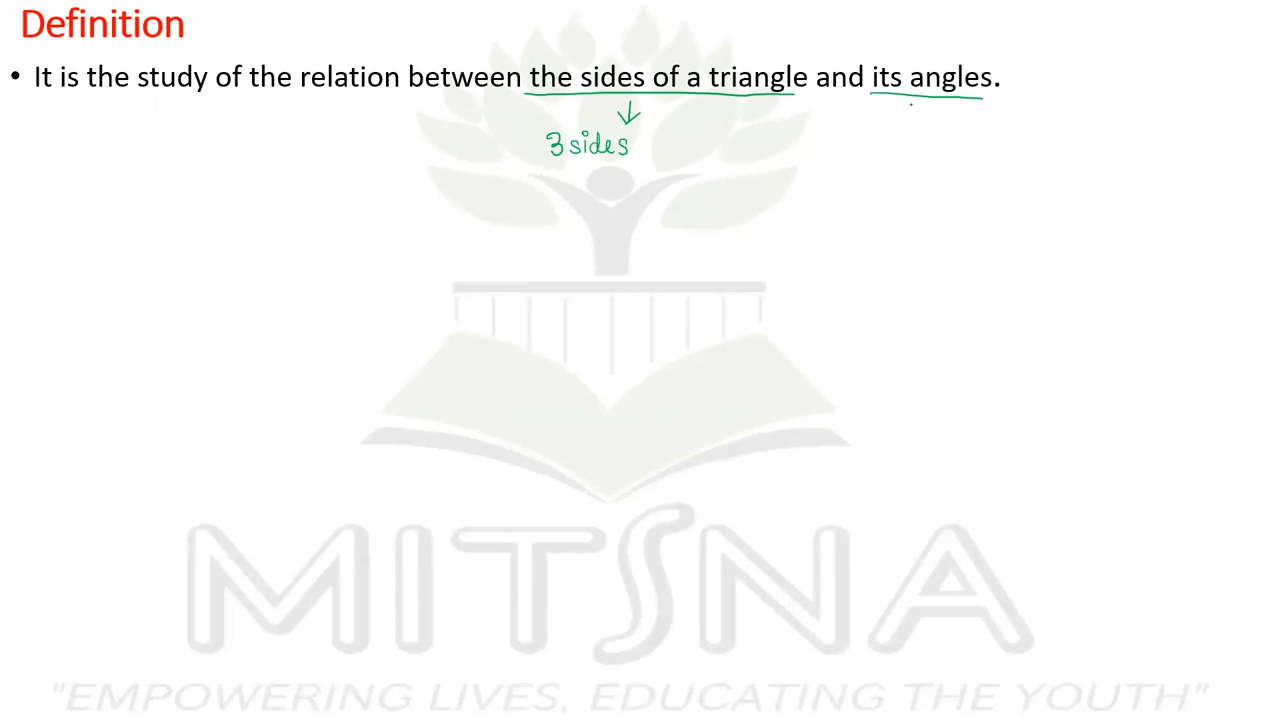 Definition
• It is the study of the relation between the sides of a triangle and its angles.
3 sides
MITSNA
"EMPOWERING LIVES, EDUCATING THE YOUTH"